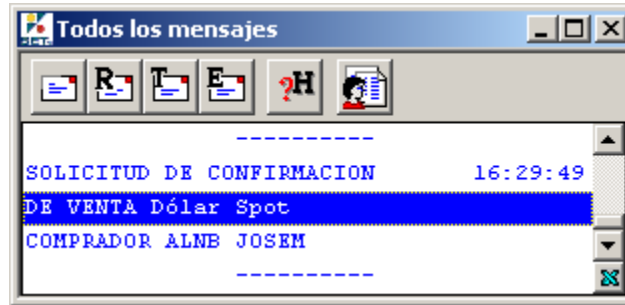 Todos los mensajes
R T E ?H
----------
SOLICITUD DE CONFIRMACION 16:29:49
DE VENTA Dólar Spot
COMPRADOR ALNB JOSEM
----------